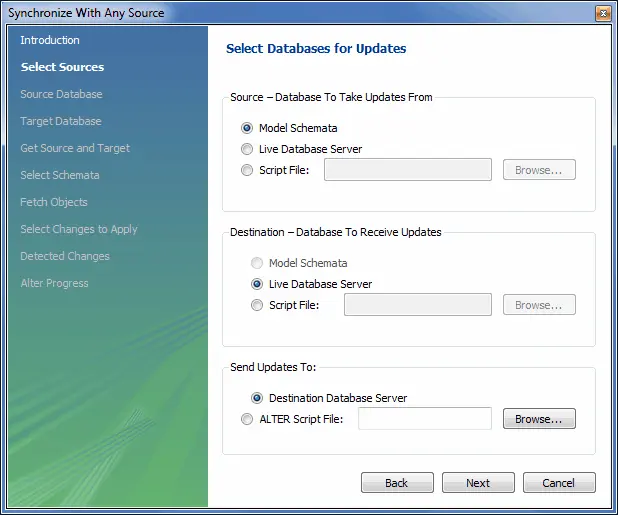 Synchronize With Any Source
Introduction
Select Sources
Source Database
Target Database
Get Source and Target
Select Schemata
Fetch Objects
Select Changes to Apply
Detected Changes
Alter Progress
Select Databases for Updates
Source – Database To Take Updates From
Model Schemata
Live Database Server
Script File: Browse...
Destination – Database To Receive Updates
Model Schemata
Live Database Server
Script File: Browse...
Send Updates To:
Destination Database Server
ALTER Script File: Browse...
Back Next Cancel